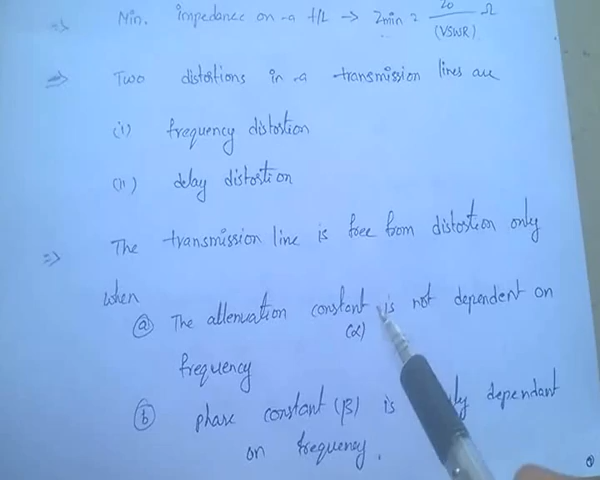 ⇒ Min. impedance on a t/L → Zmin = Z0/(VSWR) Ω
⇒ Two distortions in a transmission lines are
(i) frequency distortion
(ii) delay distortion
⇒ The transmission line is free from distortion only
when
ⓐ The attenuation constant is not dependent on
(α)
frequency
ⓑ phase constant (β) is dependant
on frequency.